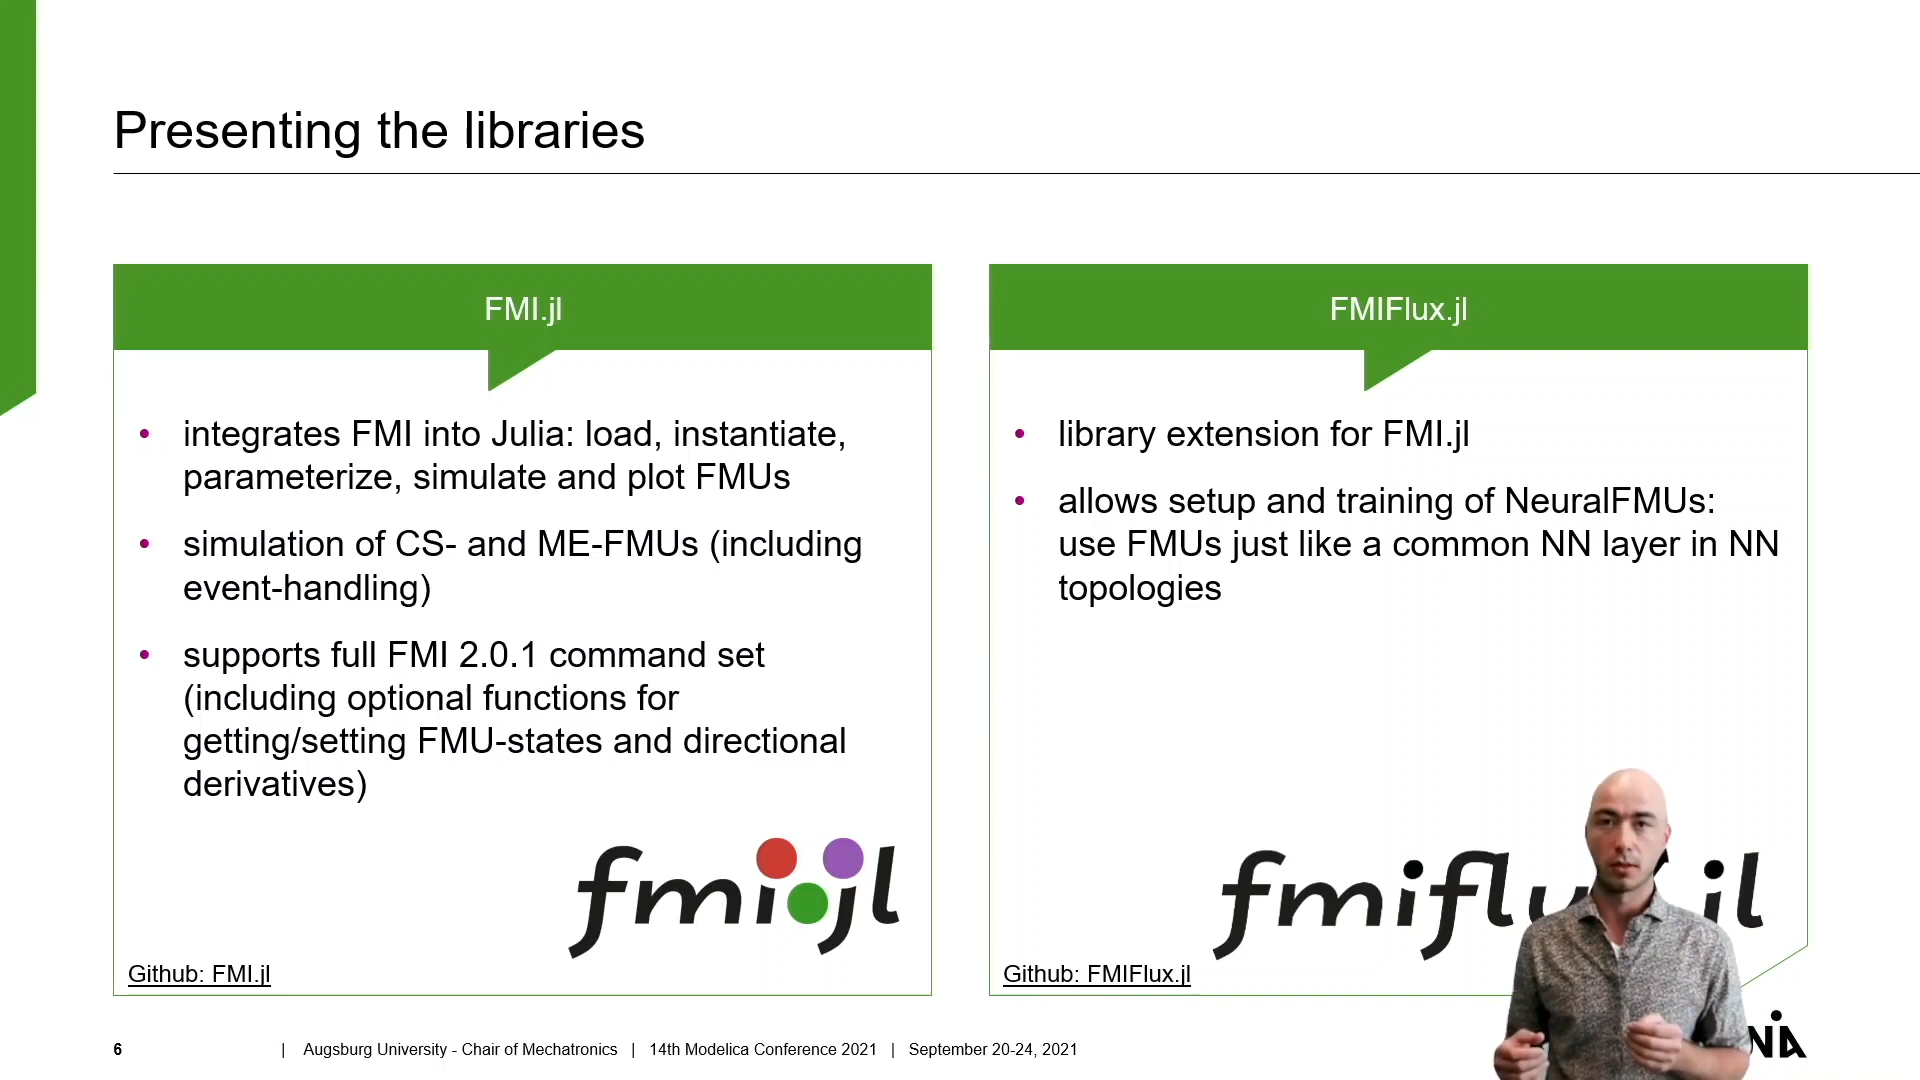 Presenting the libraries
FMI.jl
integrates FMI into Julia: load, instantiate,
parameterize, simulate and plot FMUs
simulation of CS- and ME-FMUs (including
event-handling)
supports full FMI 2.0.1 command set
(including optional functions for
getting/setting FMU-states and directional
derivatives)
fmi.jl
Github: FMI.jl
FMIFlux.jl
library extension for FMI.jl
allows setup and training of NeuralFMUs:
use FMUs just like a common NN layer in NN
topologies
Github: FMIFlux.jl
6 | Augsburg University - Chair of Mechatronics | 14th Modelica Conference 2021 | September 20-24, 2021